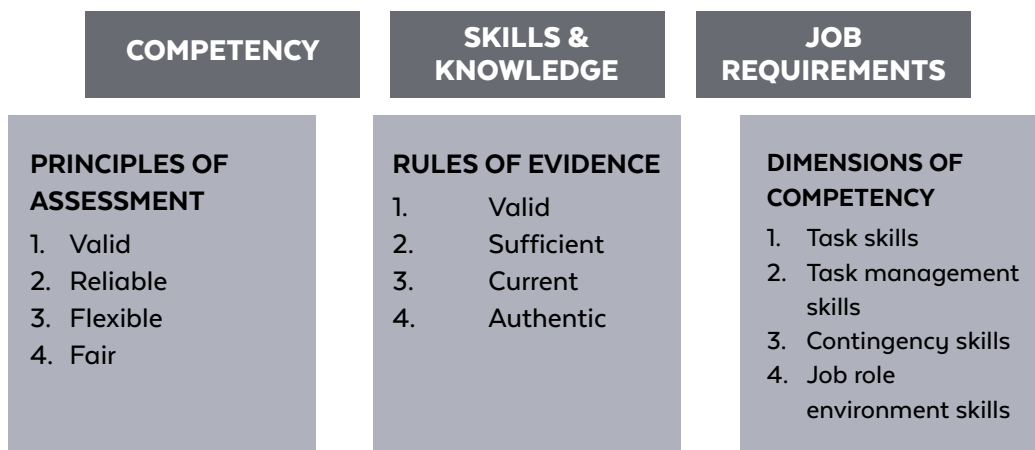 COMPETENCY
SKILLS &
KNOWLEDGE
JOB
REQUIREMENTS
PRINCIPLES OF
ASSESSMENT
1. Valid
2. Reliable
3. Flexible
4. Fair
RULES OF EVIDENCE
1. Valid
2. Sufficient
3. Current
4. Authentic
DIMENSIONS OF
COMPETENCY
1. Task skills
2. Task management
skills
3. Contingency skills
4. Job role
environment skills